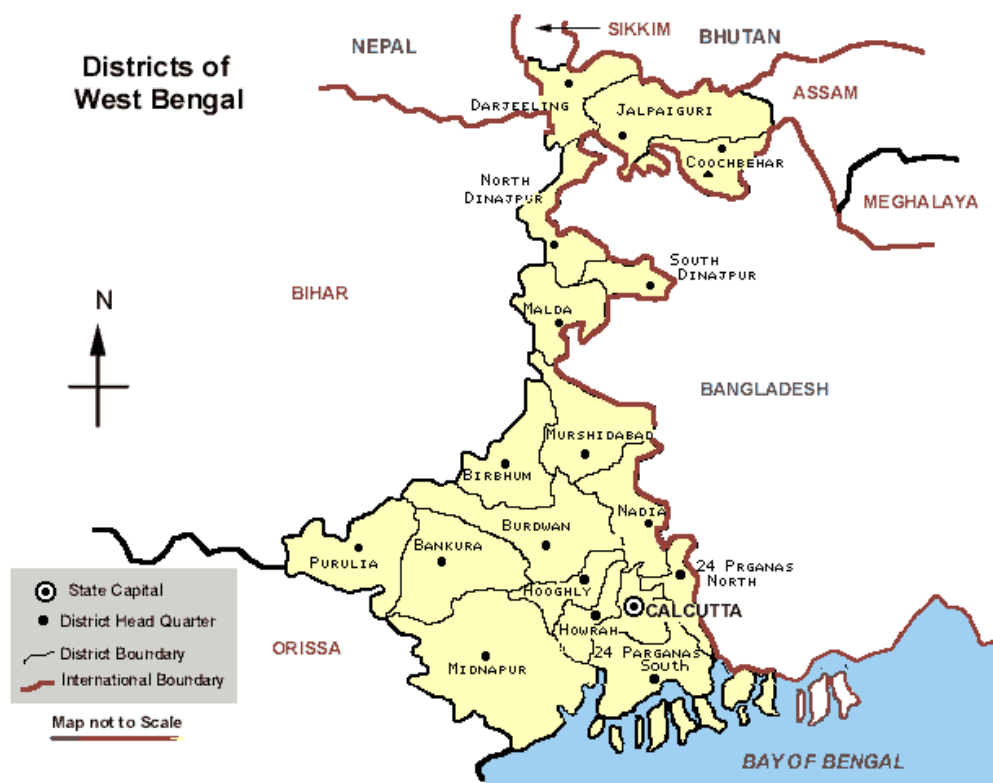 Districts of
West Bengal
NEPAL
SIKKIM
BHUTAN
ASSAM
MEGHALAYA
DARJEELING
JALPAIGURI
COOCHBEHAR
NORTH
DINAJPUR
SOUTH
DINAJPUR
BIHAR
N
MALDA
BANGLADESH
MURSHIDABAD
BIRBHUM
NADIA
BURDWAN
BANKURA
PURULIA
HOOGHLY
24 PRGANAS
NORTH
CALCUTTA
HOWRAH
24 PARGANAS
SOUTH
MIDNAPUR
ORISSA
State Capital
District Head Quarter
District Boundary
International Boundary
Map not to Scale
BAY OF BENGAL